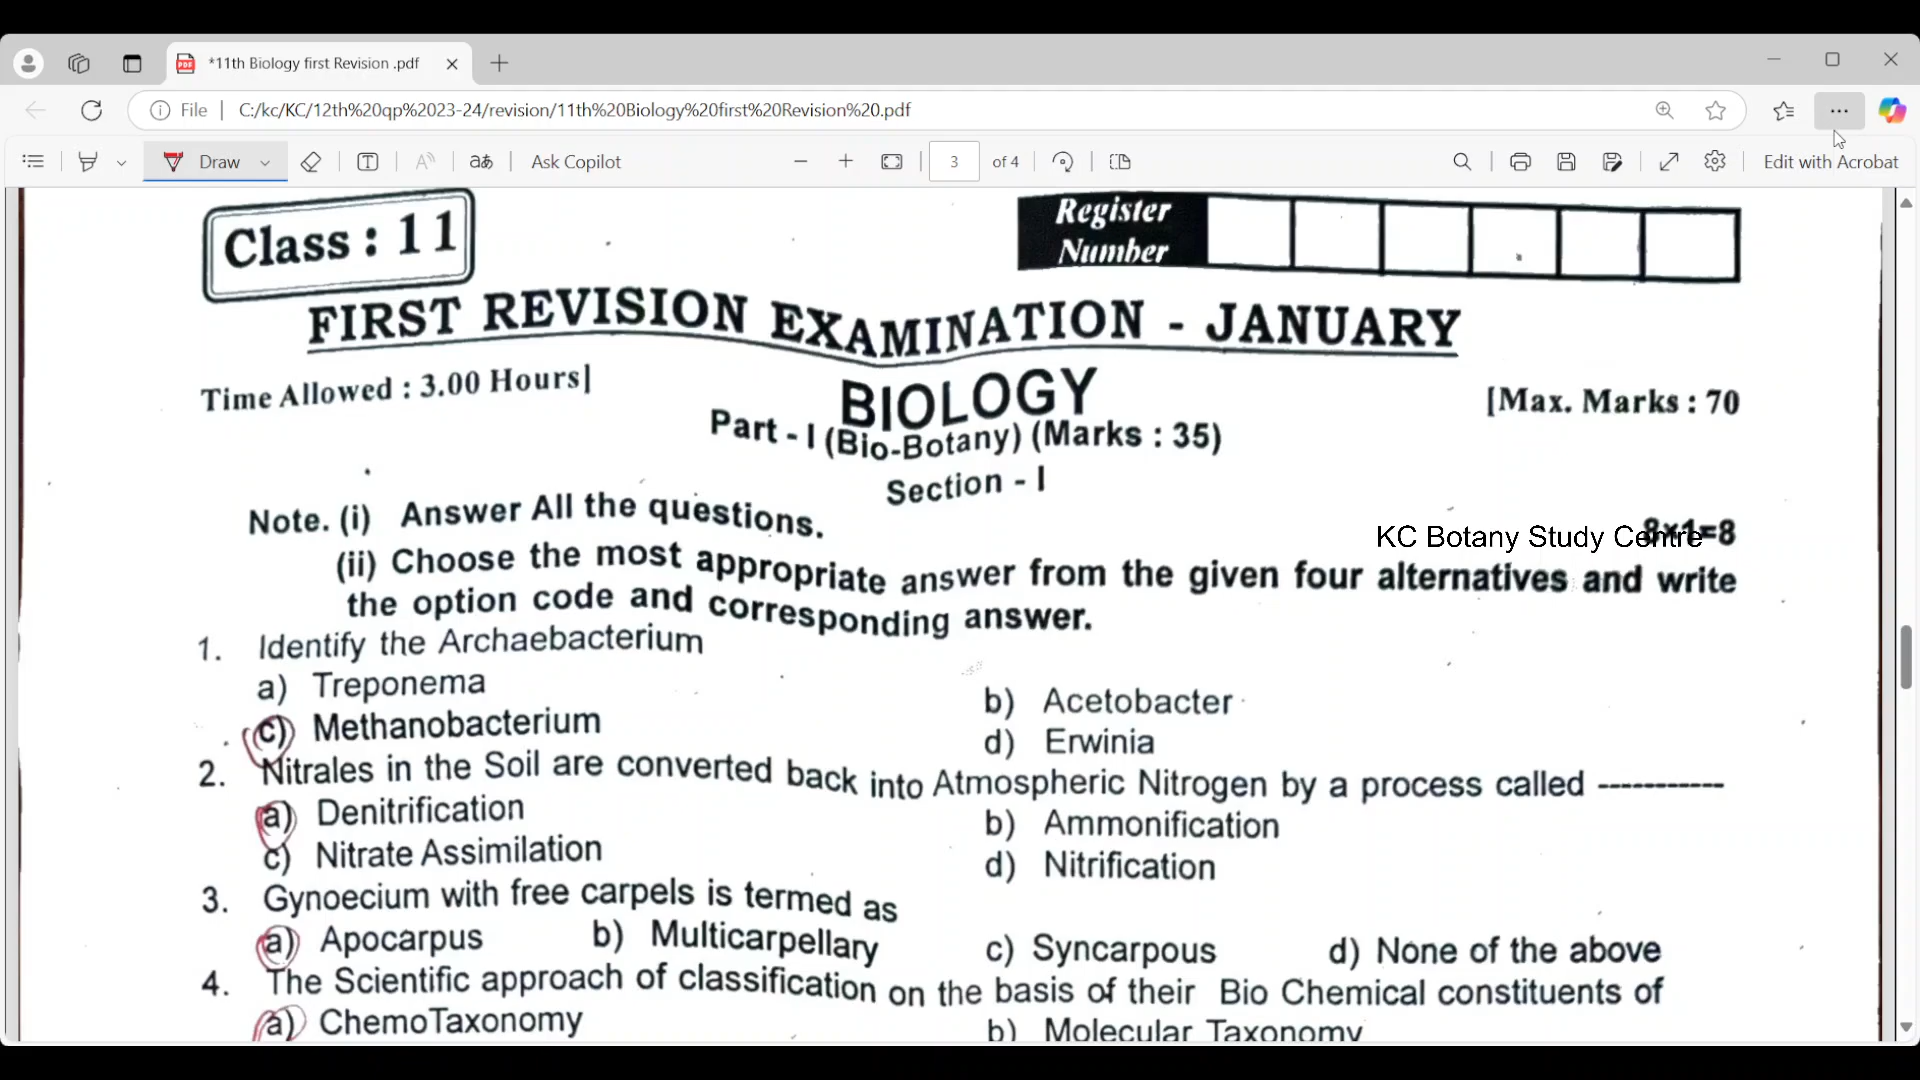 *11th Biology first Revision .pdf
File C:/kc/KC/12th%20qp%2023-24/revision/11th%20Biology%20first%20Revision%20.pdf
Draw Ask Copilot 3 of 4 Edit with Acrobat
Class : 11
Register
Number
FIRST REVISION EXAMINATION - JANUARY
Time Allowed : 3.00 Hours]
BIOLOGY
[Max. Marks : 70
Part - I (Bio-Botany) (Marks : 35)
Section - I
Note. (i) Answer All the questions.
8×1=8
KC Botany Study Centre
(ii) Choose the most appropriate answer from the given four alternatives and write
the option code and corresponding answer.
1. Identify the Archaebacterium
a) Treponema
b) Acetobacter
c) Methanobacterium
d) Erwinia
2. Nitrales in the Soil are converted back into Atmospheric Nitrogen by a process called -----------
a) Denitrification
b) Ammonification
c) Nitrate Assimilation
d) Nitrification
3. Gynoecium with free carpels is termed as
a) Apocarpus b) Multicarpellary c) Syncarpous d) None of the above
4. The Scientific approach of classification on the basis of their Bio Chemical constituents of
a) ChemoTaxonomy
b) Molecular Taxonomy